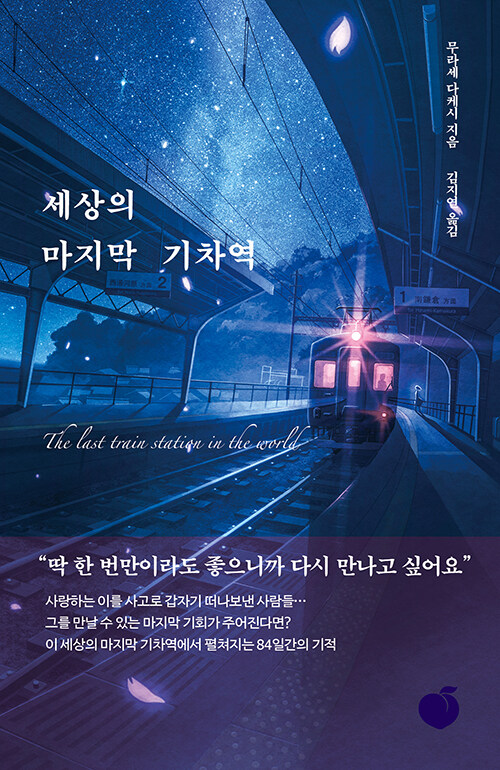 무라세 다케시 지음 김지연 옮김
세상의
마지막 기차역
2
1
The last train station in the world
“딱 한 번만이라도 좋으니까 다시 만나고 싶어요”
사랑하는 이를 사고로 갑자기 떠나보낸 사람들…
그를 만날 수 있는 마지막 기회가 주어진다면?
이 세상의 마지막 기차역에서 펼쳐지는 84일간의 기적